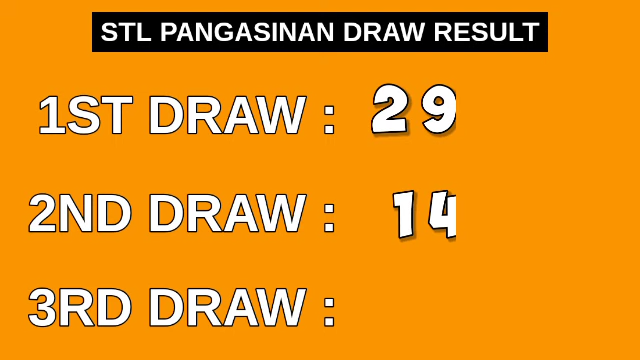 STL PANGASINAN DRAW RESULT
1ST DRAW : 29
2ND DRAW : 14
3RD DRAW :